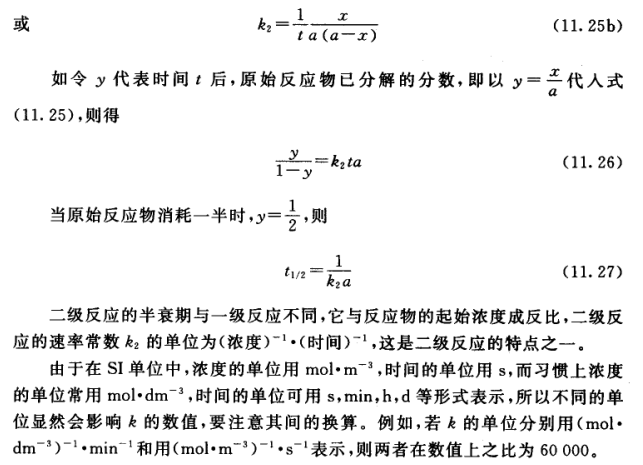 或 k₂=\frac{1}{t}\frac{x}{a(a-x)} (11.25b)
如令 y 代表时间 t 后,原始反应物已分解的分数,即以 y=\frac{x}{a}代入式
(11.25),则得
\frac{y}{1-y}=k₂ta (11.26)
当原始反应物消耗一半时,y=\frac{1}{2},则
t_{1/2}=\frac{1}{k₂a} (11.27)
二级反应的半衰期与一级反应不同,它与反应物的起始浓度成反比,二级反
应的速率常数 k₂ 的单位为(浓度)⁻¹·(时间)⁻¹,这是二级反应的特点之一。
由于在 SI 单位中,浓度的单位用 mol·m⁻³,时间的单位用 s,而习惯上浓度
的单位常用 mol·dm⁻³,时间的单位可用 s,min,h,d 等形式表示,所以不同的单
位显然会影响 k 的数值,要注意其间的换算。例如,若 k 的单位分别用(mol·
dm⁻³)⁻¹·min⁻¹和用(mol·m⁻³)⁻¹·s⁻¹表示,则两者在数值上之比为 60 000。